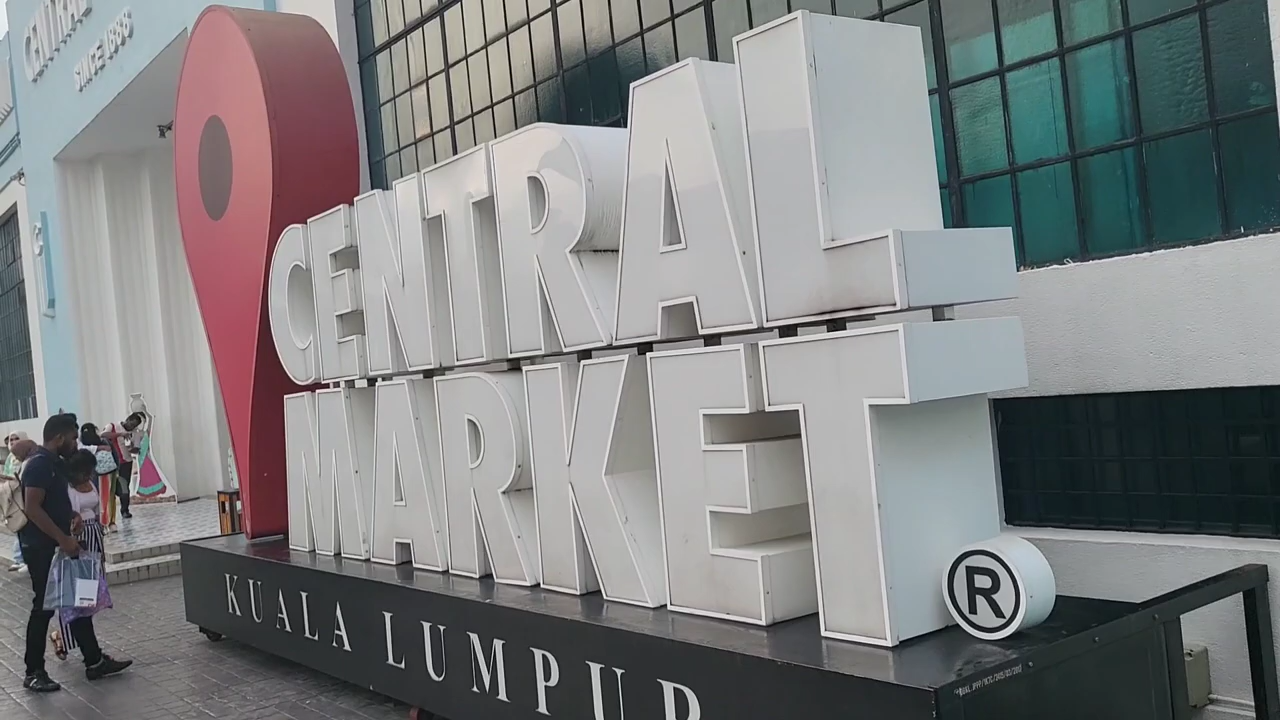 CENTRAL
SINCE 1888
CENTRAL
MARKET
®
KUALA LUMPUR